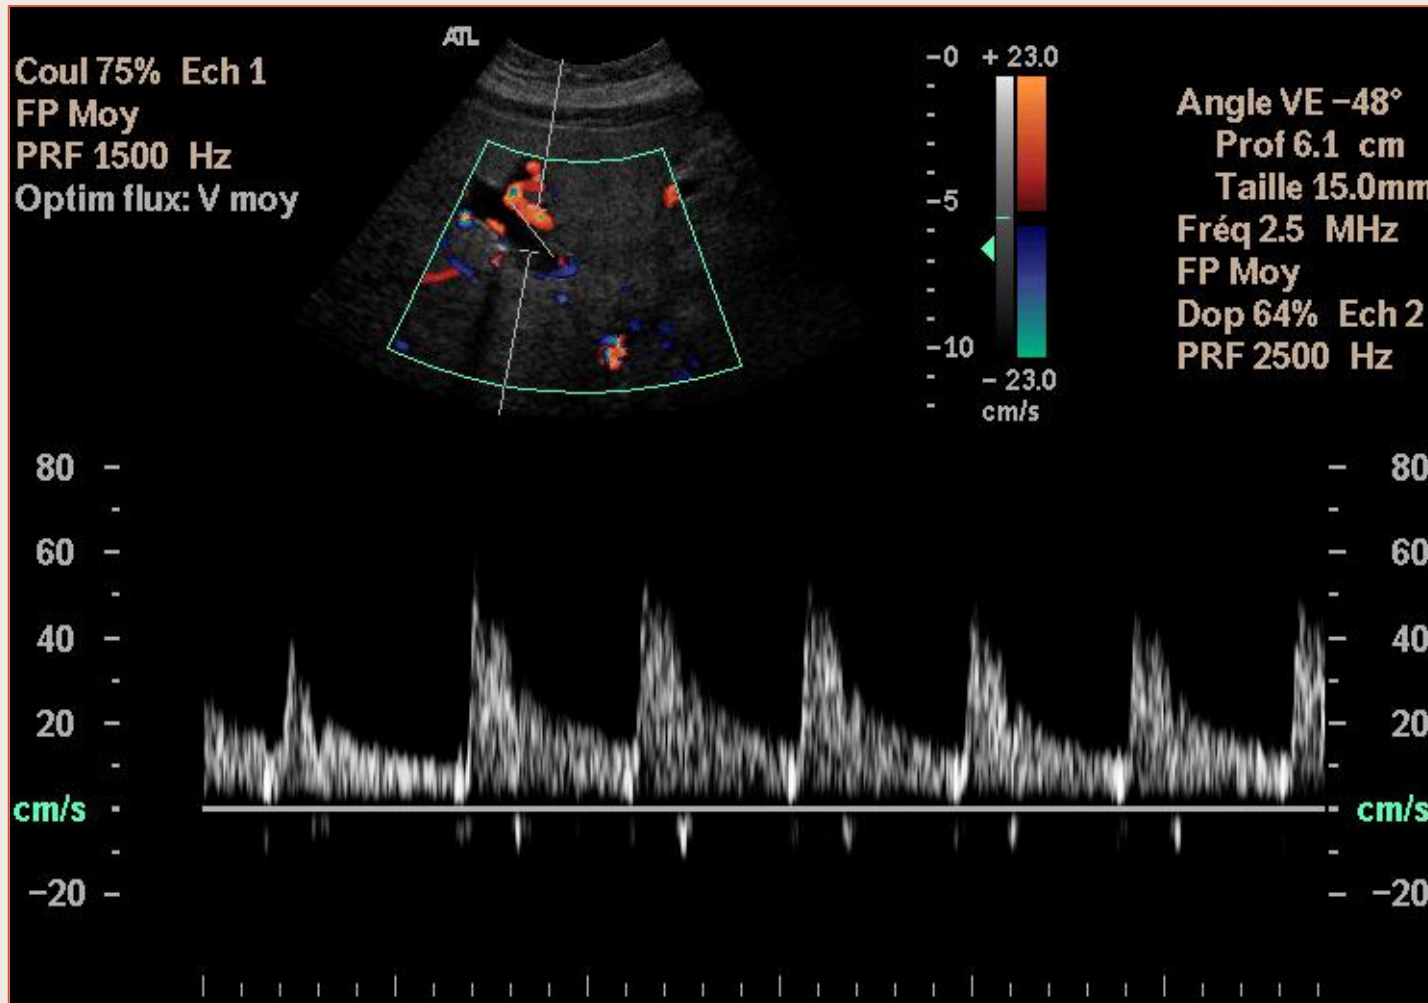 ATL
Coul 75% Ech 1
FP Moy
PRF 1500 Hz
Optim flux: V moy
-0
-5
-10
+ 23.0
- 23.0
cm/s
Angle VE -48°
Prof 6.1 cm
Taille 15.0mm
Fréq 2.5 MHz
FP Moy
Dop 64% Ech 2
PRF 2500 Hz
80 80
60 60
40 40
20 20
cm/s cm/s
-20 -20